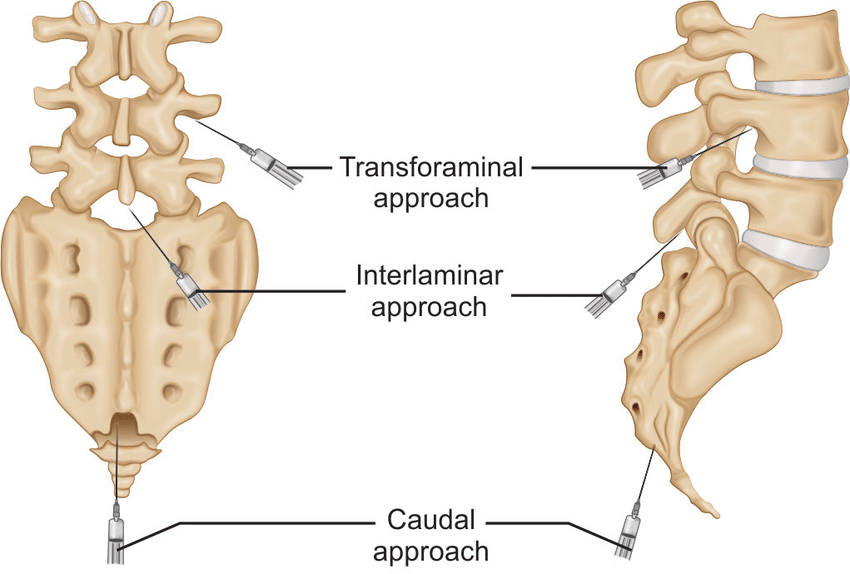 Transforaminal
approach
Interlaminar
approach
Caudal
approach